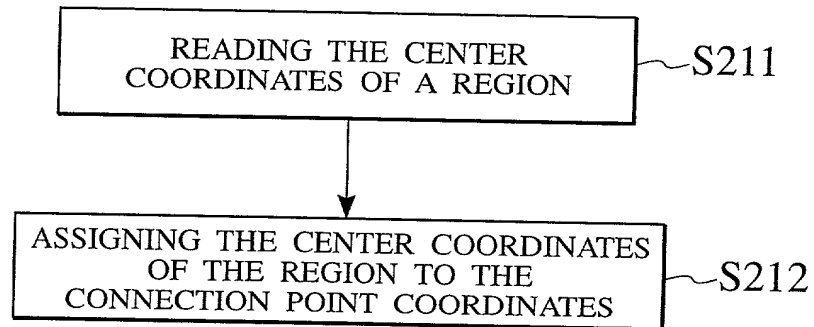 READING THE CENTER
COORDINATES OF A REGION
S211
ASSIGNING THE CENTER COORDINATES
OF THE REGION TO THE
CONNECTION POINT COORDINATES
S212